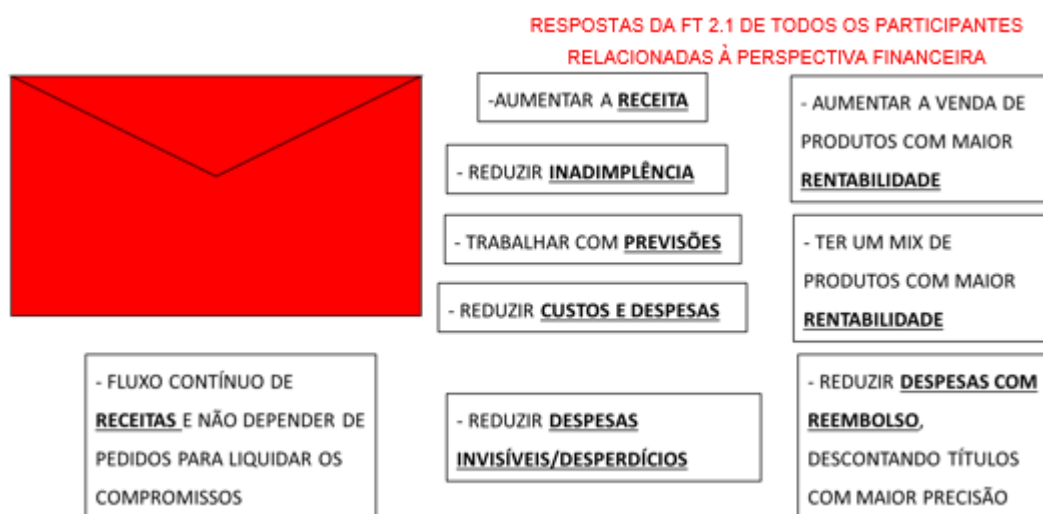 RESPOSTAS DA FT 2.1 DE TODOS OS PARTICIPANTES
RELACIONADAS À PERSPECTIVA FINANCEIRA
-AUMENTAR A RECEITA
- REDUZIR INADIMPLÊNCIA
- TRABALHAR COM PREVISÕES
- REDUZIR CUSTOS E DESPESAS
- AUMENTAR A VENDA DE
PRODUTOS COM MAIOR
RENTABILIDADE
- TER UM MIX DE
PRODUTOS COM MAIOR
RENTABILIDADE
- FLUXO CONTÍNUO DE
RECEITAS E NÃO DEPENDER DE
PEDIDOS PARA LIQUIDAR OS
COMPROMISSOS
- REDUZIR DESPESAS
INVISÍVEIS/DESPERDÍCIOS
- REDUZIR DESPESAS COM
REEMBOLSO,
DESCONTANDO TÍTULOS
COM MAIOR PRECISÃO